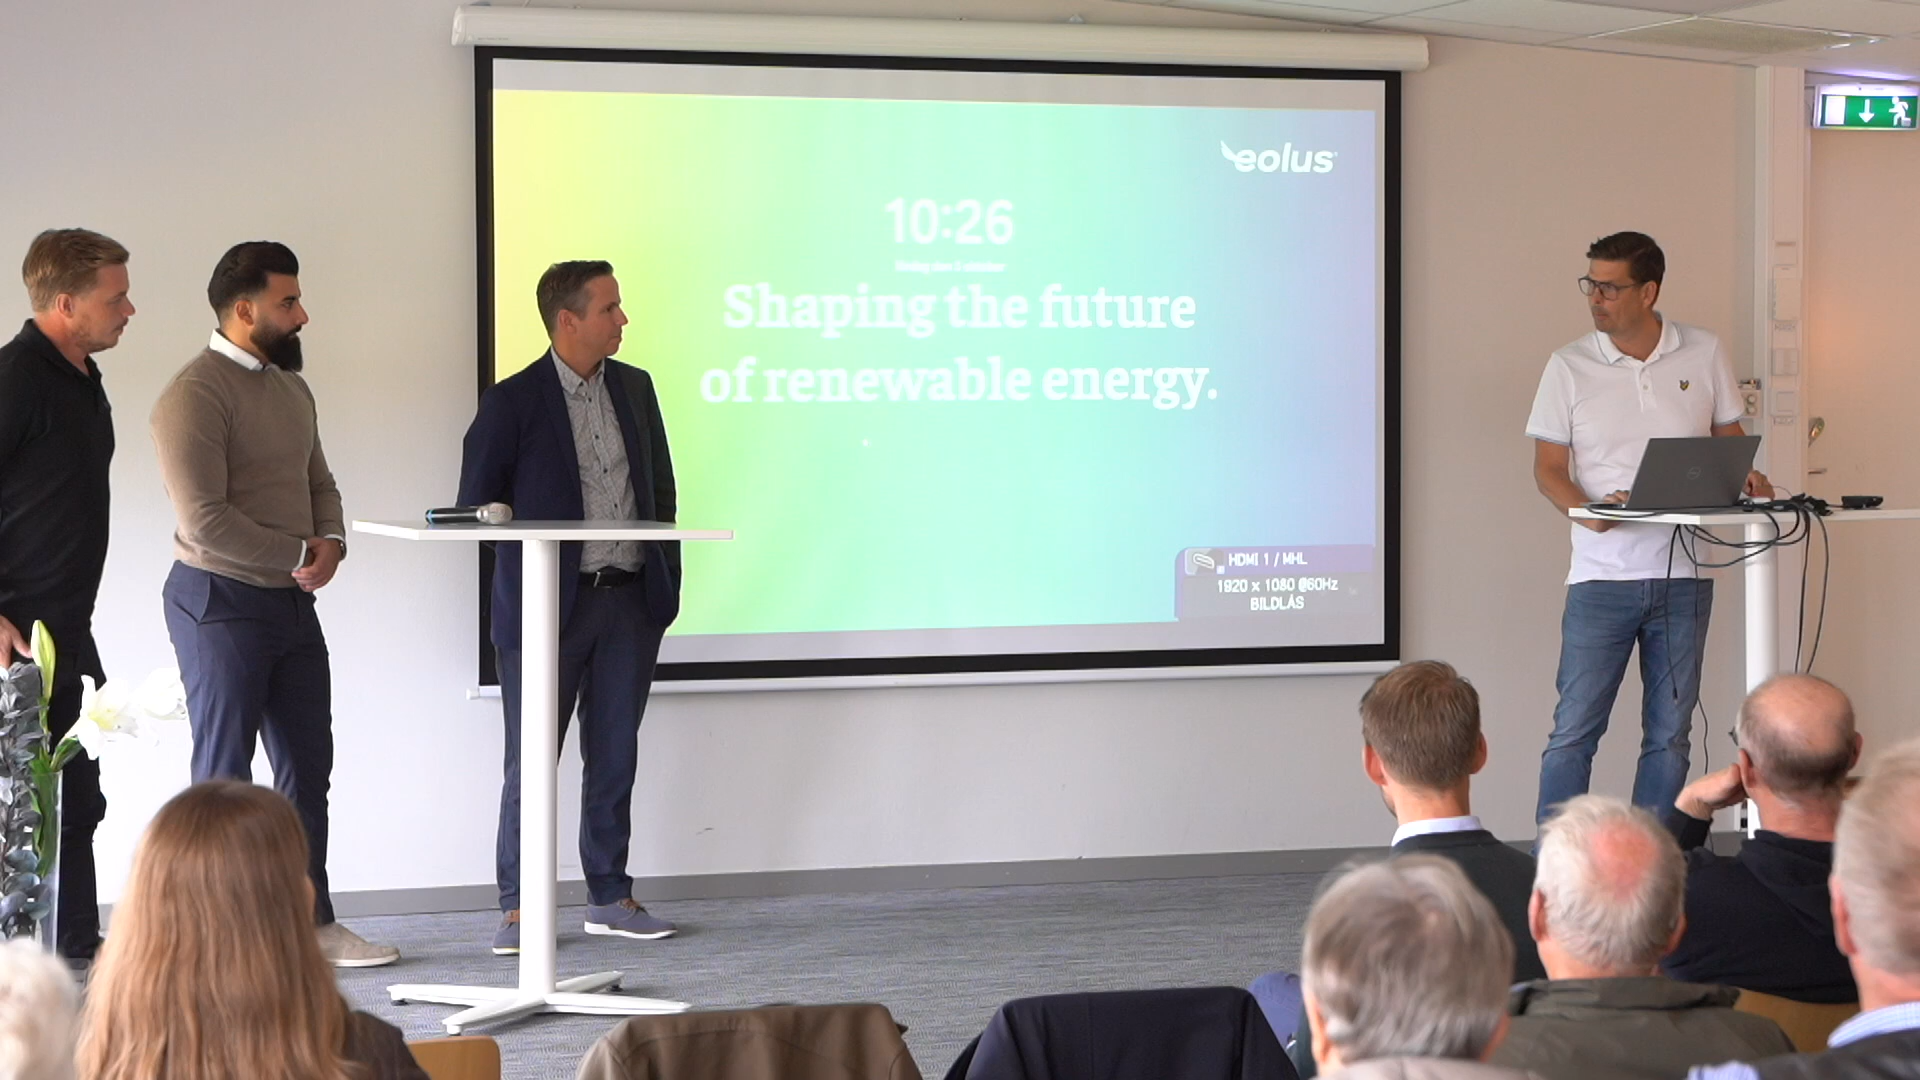 eolus
10:26
Shaping the future
of renewable energy.
HDMI 1 / MHL
1920 x 1080 @60Hz
BILDLÅS